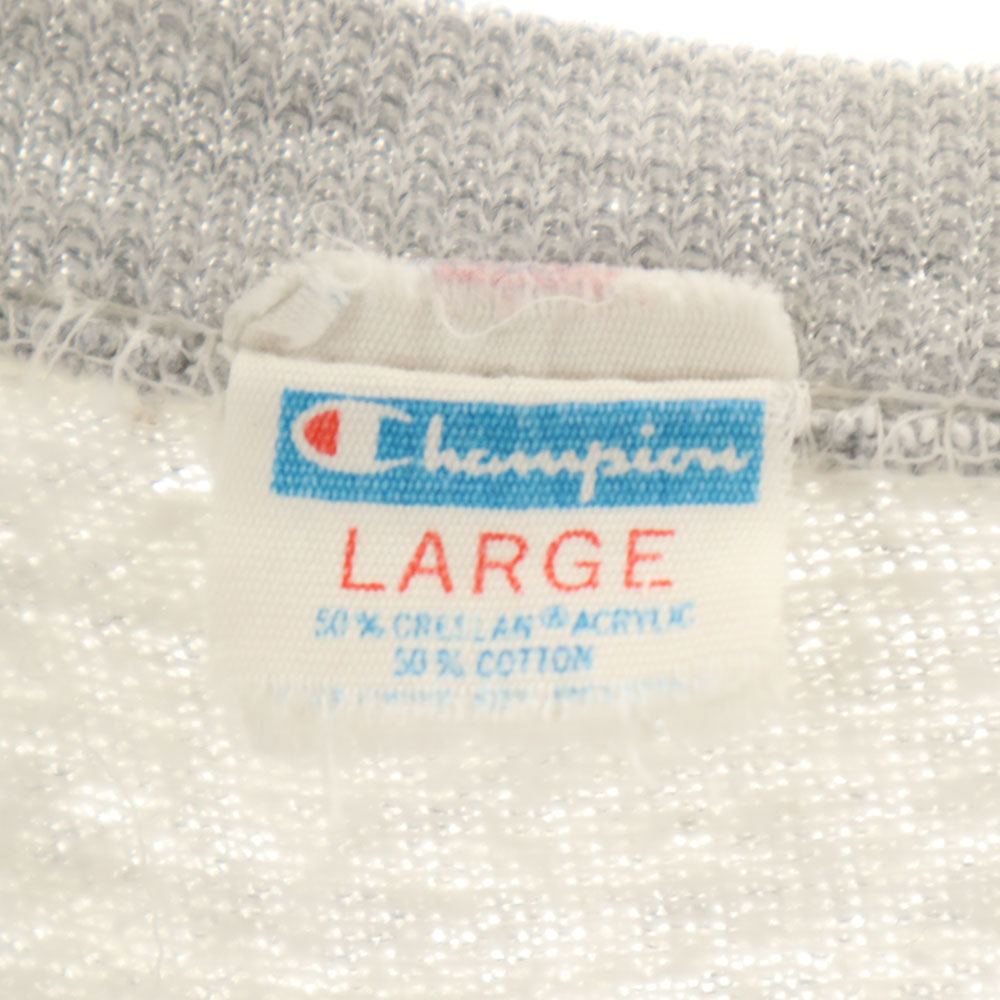 Champion
LARGE
50% CRESLAN® ACRYLIC
50% COTTON